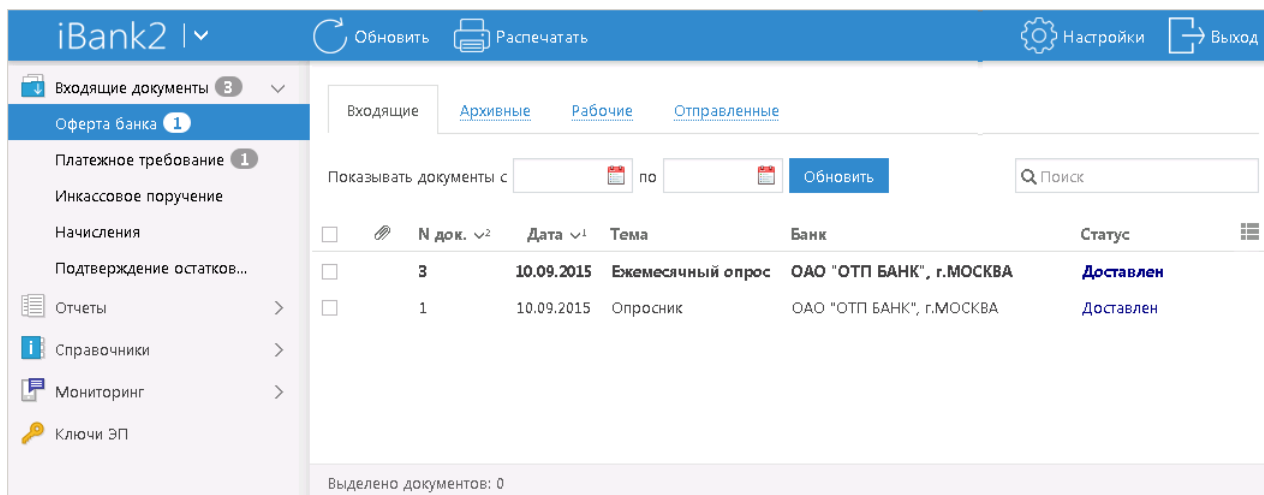 iBank2
Обновить
Распечатать
Настройки
Выход
Входящие документы 3
Оферта банка 1
Платежное требование 1
Инкассовое поручение
Начисления
Подтверждение остатков...
Отчеты
Справочники
Мониторинг
Ключи ЭП
Входящие Архивные Рабочие Отправленные
Показывать документы с по Обновить Поиск
N док. 2 Дата 1 Тема Банк Статус
3 10.09.2015 Ежемесячный опрос ОАО "ОТП БАНК", г.МОСКВА Доставлен
1 10.09.2015 Опросник ОАО "ОТП БАНК", г.МОСКВА Доставлен
Выделено документов: 0